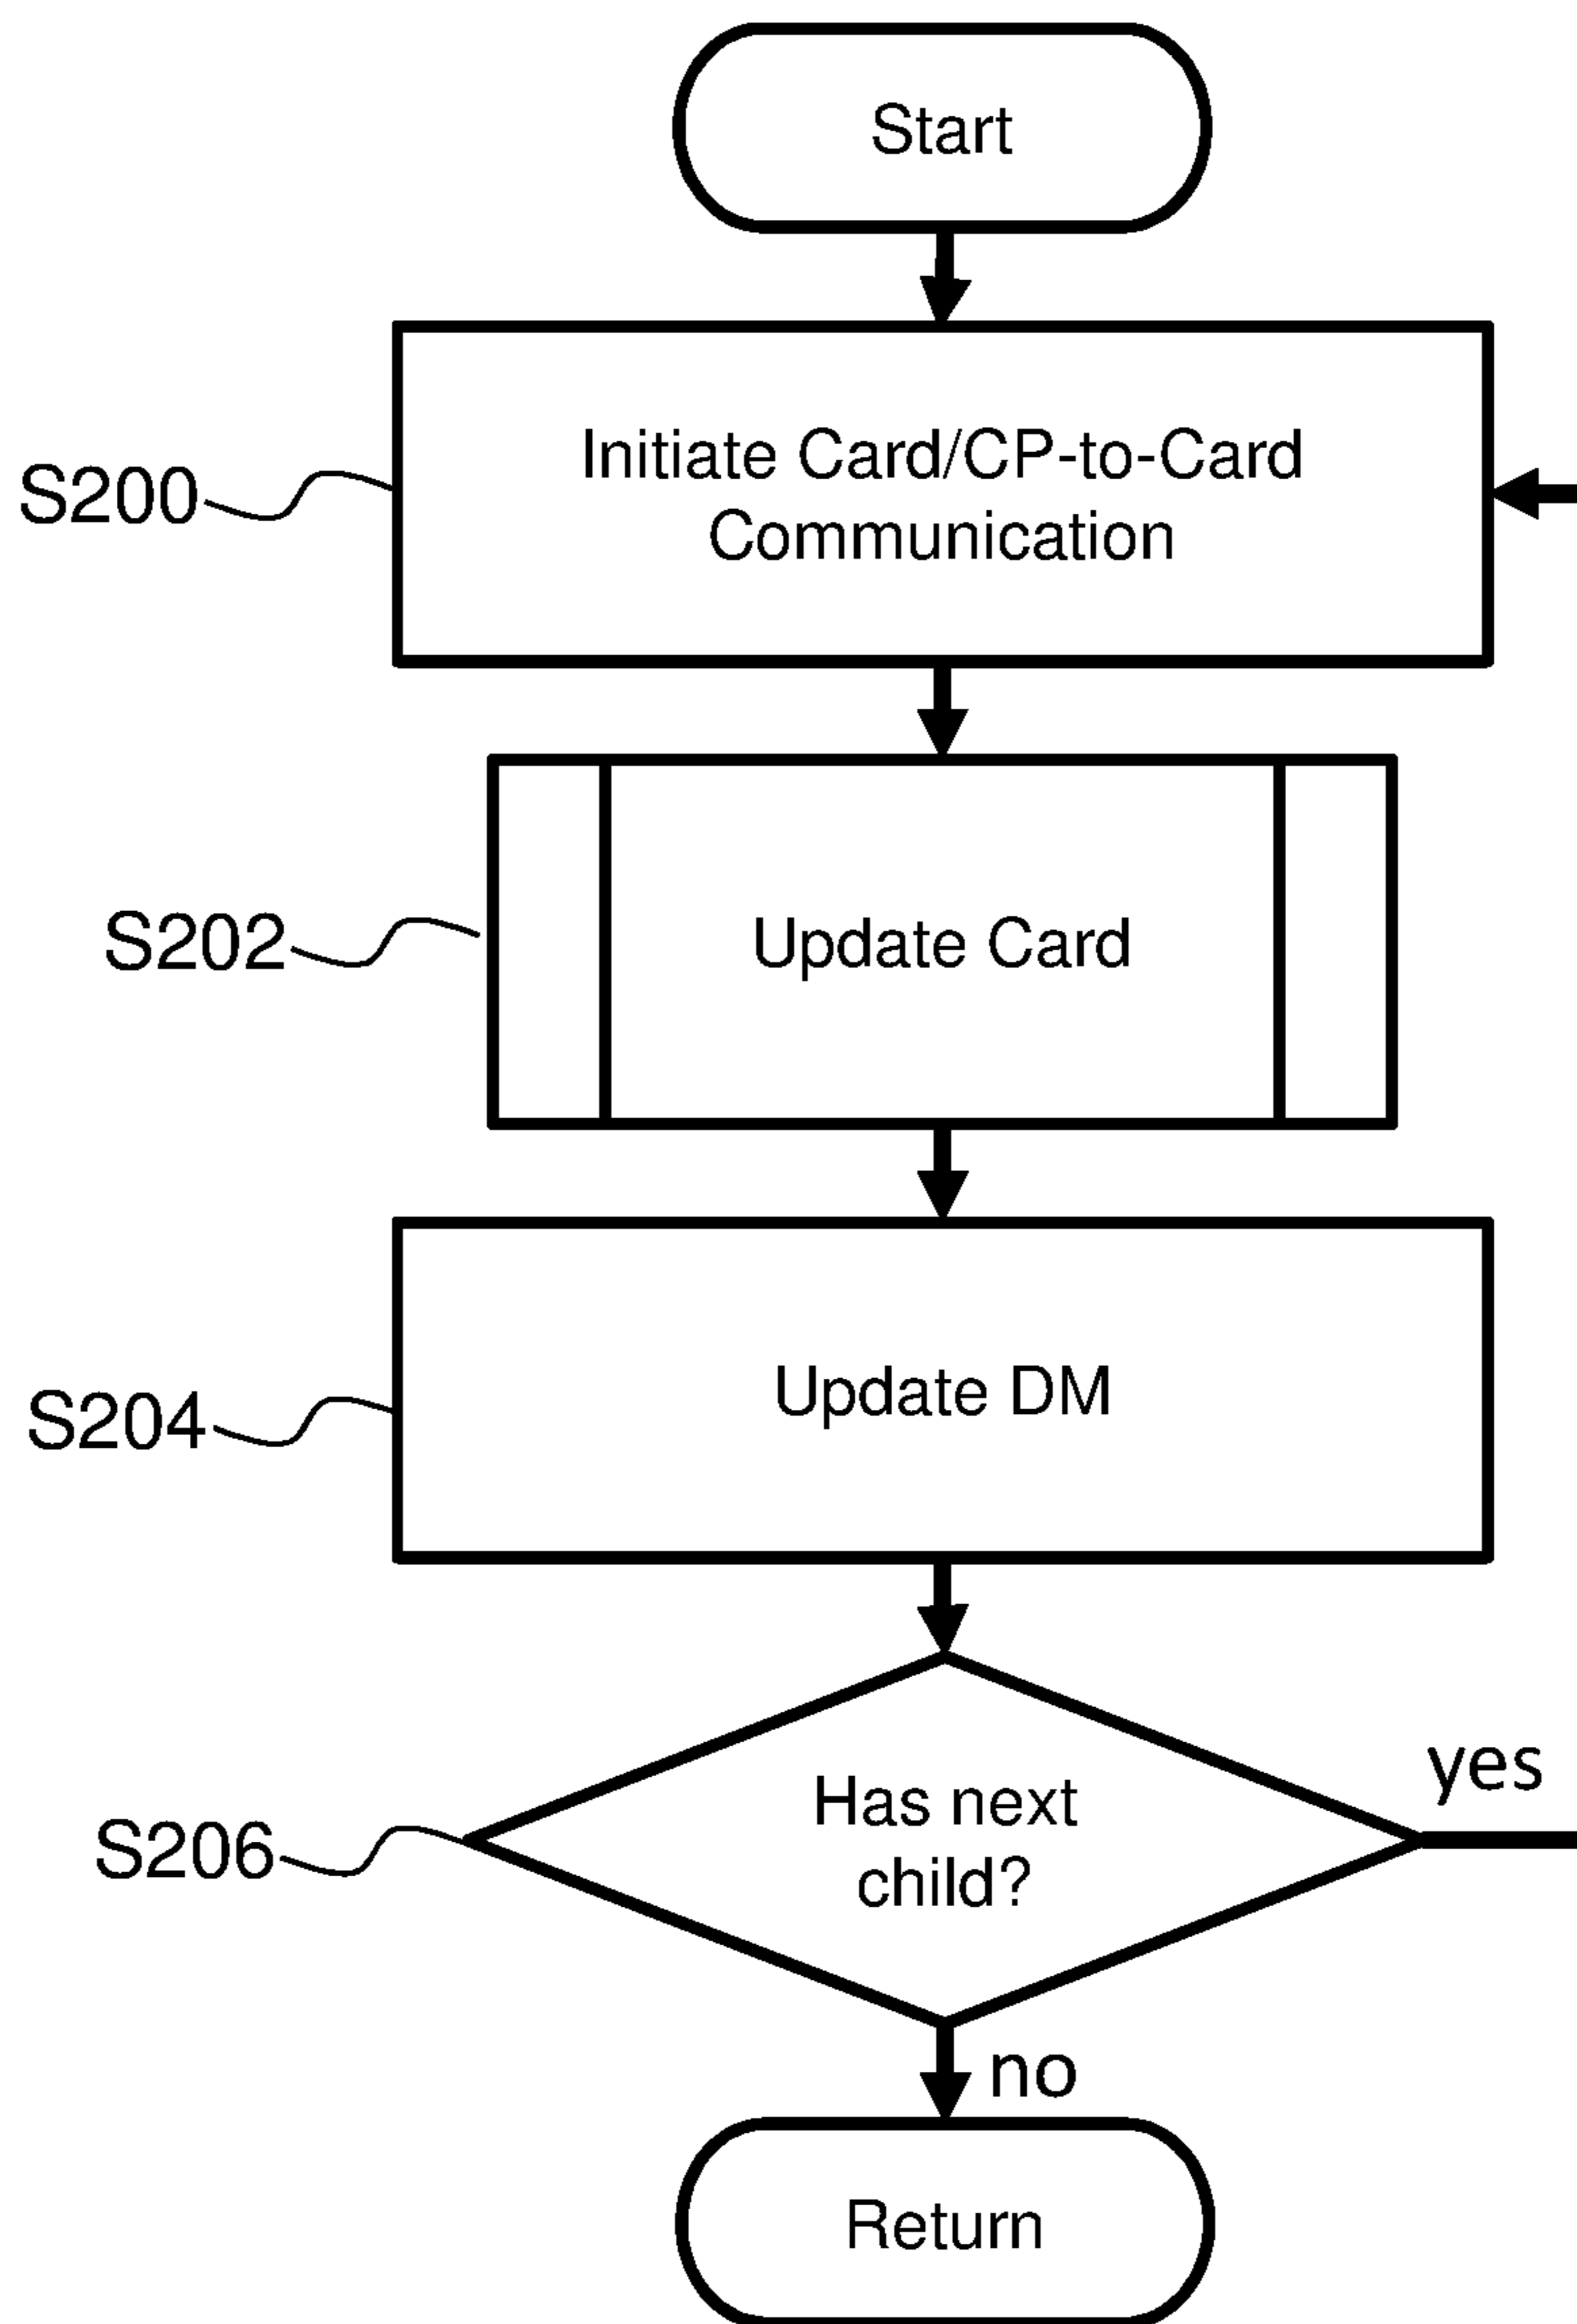 Start
Initiate Card/CP-to-Card
Communication
S200
Update Card
S202
Update DM
S204
yes
Has next
child?
S206
no
Return